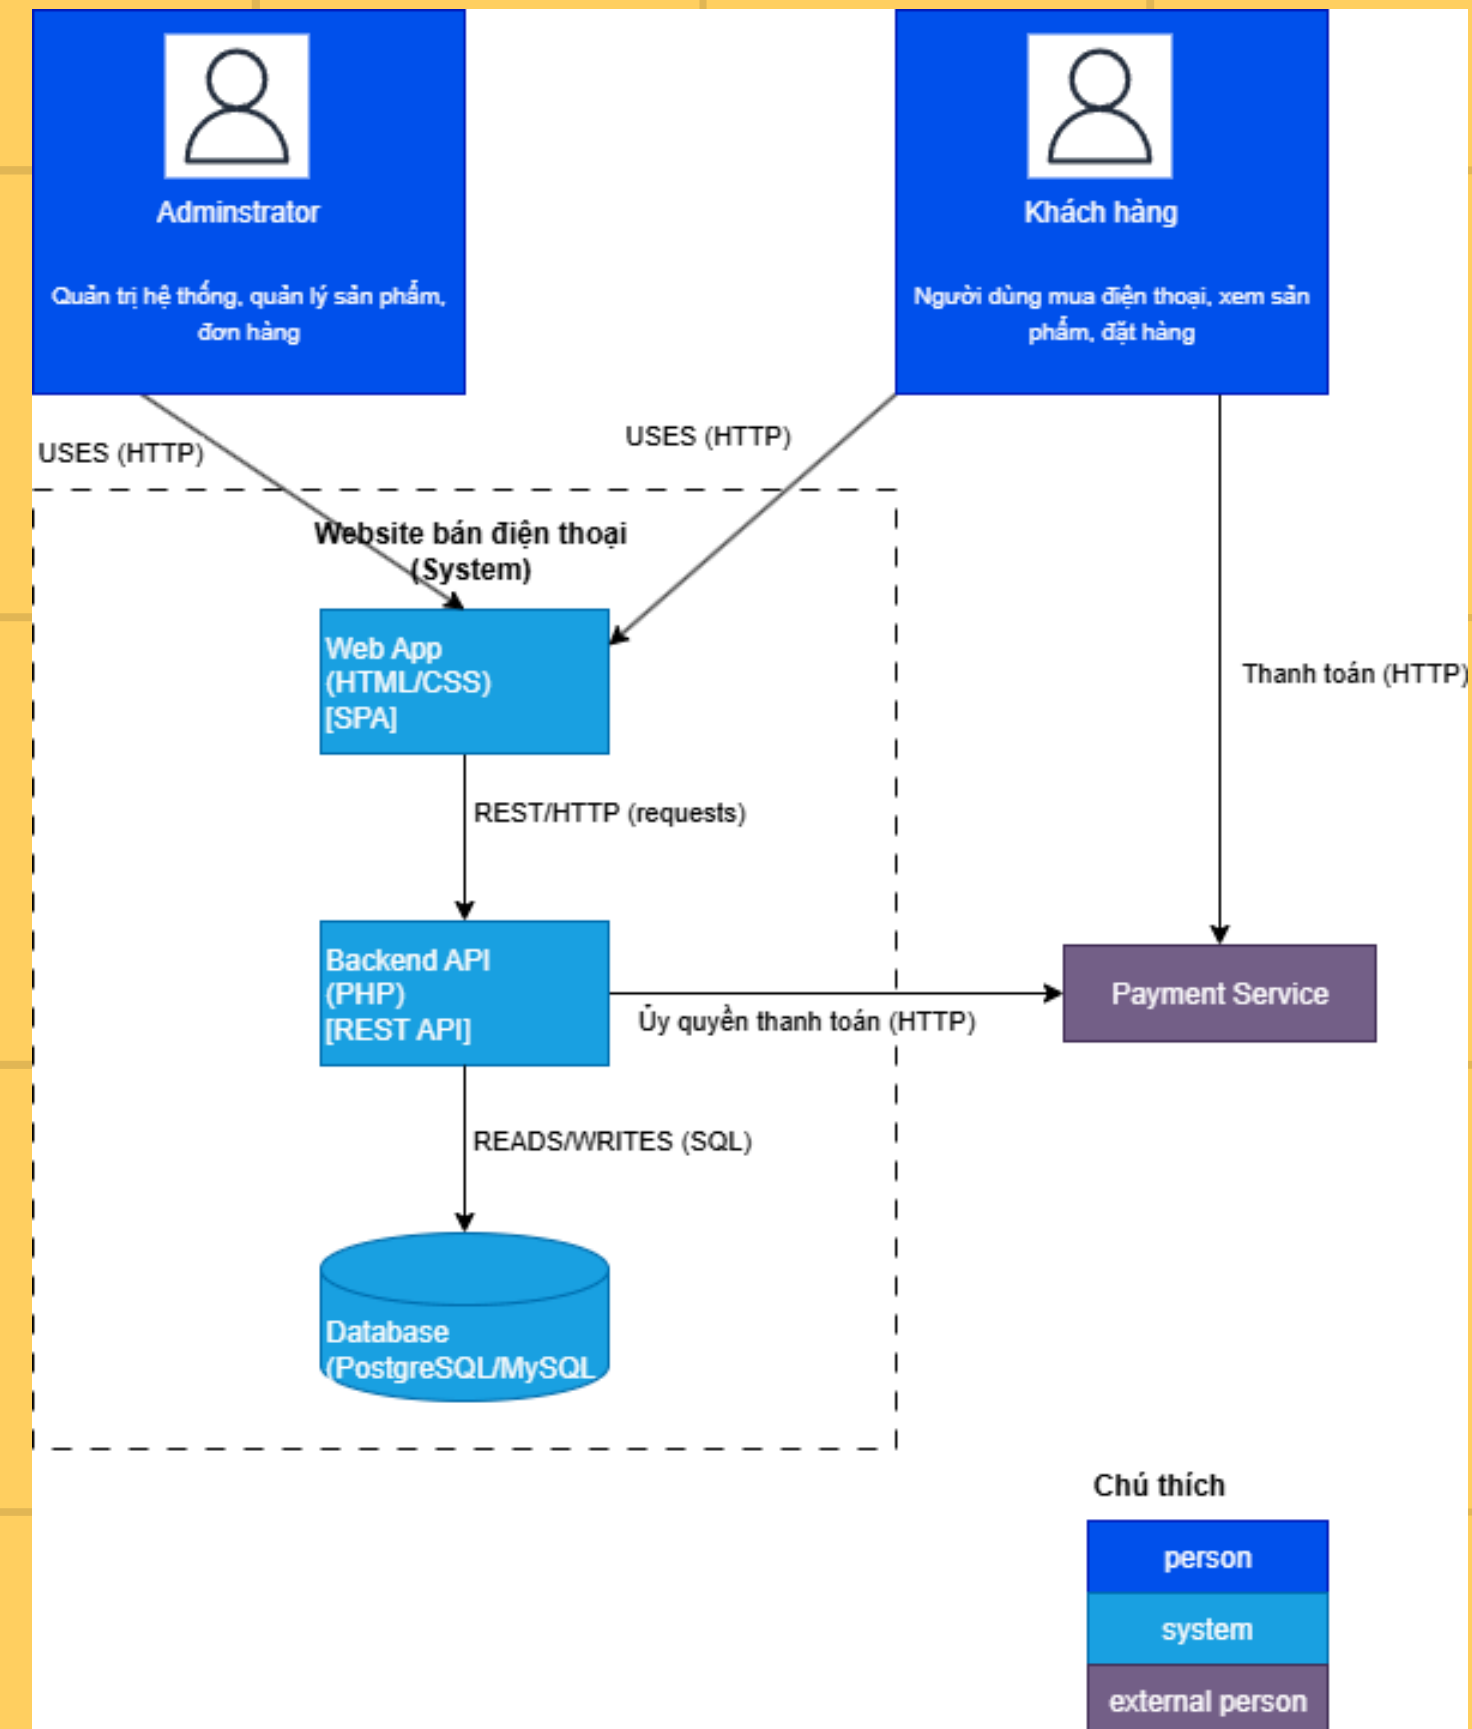 Adminstrator
Quản trị hệ thống, quản lý sản phẩm,
đơn hàng
Khách hàng
Người dùng mua điện thoại, xem sản
phẩm, đặt hàng
USES (HTTP)
USES (HTTP)
Website bán điện thoại
(System)
Web App
(HTML/CSS)
[SPA]
Thanh toán (HTTP)
REST/HTTP (requests)
Backend API
(PHP)
[REST API]
Ủy quyền thanh toán (HTTP)
Payment Service
READS/WRITES (SQL)
Database
(PostgreSQL/MySQL
Chú thích
person
system
external person